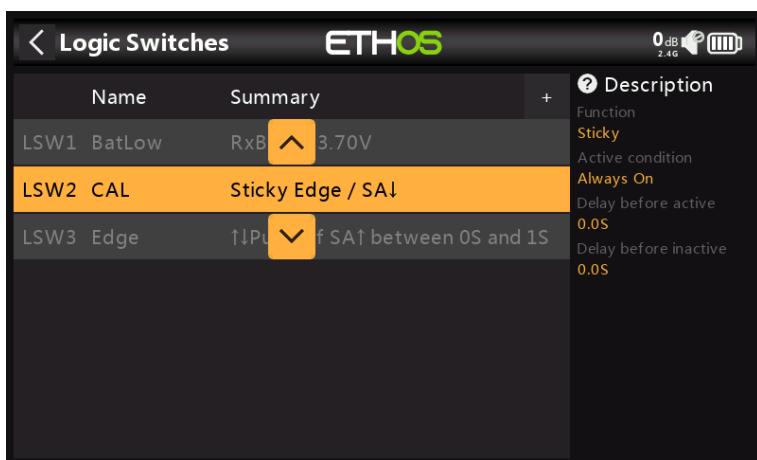 Logic Switches
ETHOS
0dB
2.4G
Name Summary +
LSW1 BatLow RxB 3.70V
LSW2 CAL Sticky Edge / SA↓
LSW3 Edge ↑↓Pu f SA↑ between 0S and 1S
? Description
Function
Sticky
Active condition
Always On
Delay before active
0.0S
Delay before inactive
0.0S